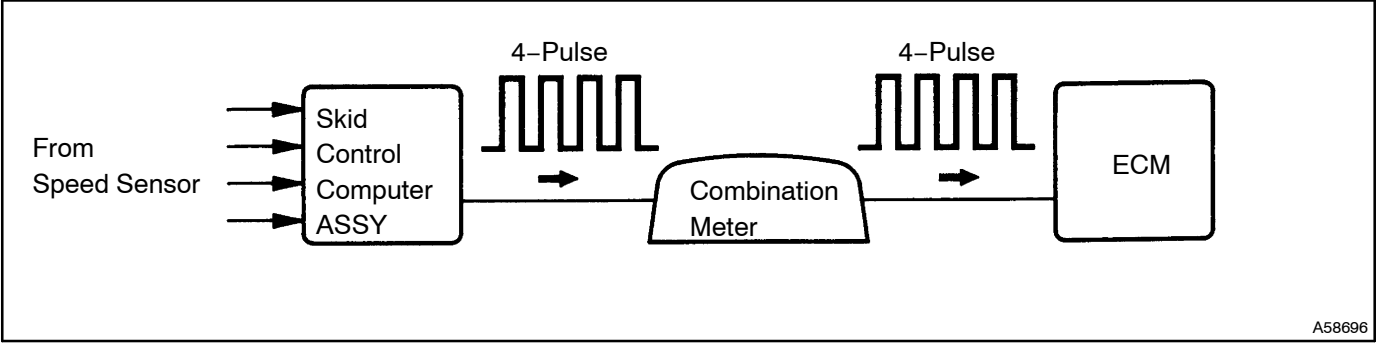 4−Pulse
4−Pulse
From
Speed Sensor
Skid
Control
Computer
ASSY
Combination
Meter
ECM
A58696